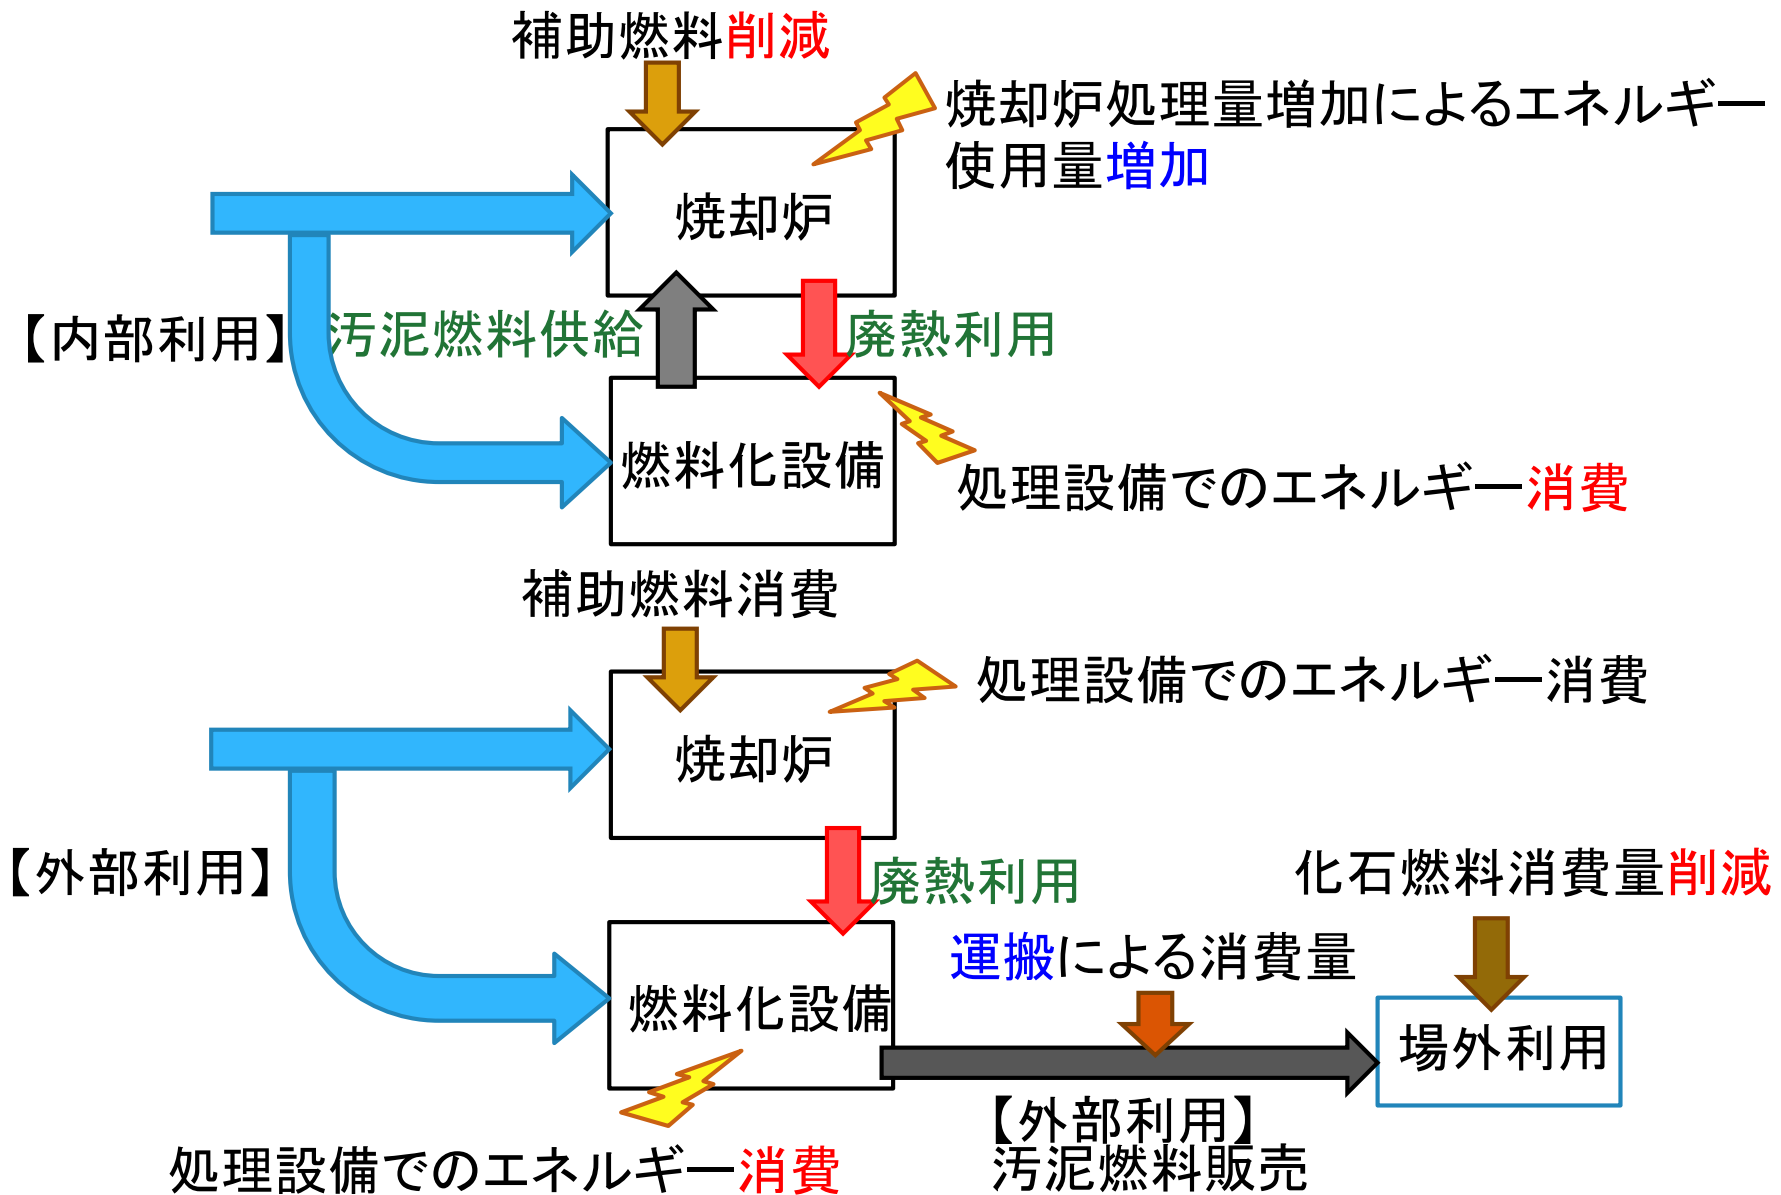 補助燃料削減
焼却炉処理量増加によるエネルギー
使用量増加
焼却炉
【内部利用】
汚泥燃料供給
廃熱利用
燃料化設備
処理設備でのエネルギー消費
補助燃料消費
処理設備でのエネルギー消費
焼却炉
【外部利用】
廃熱利用
化石燃料消費量削減
運搬による消費量
燃料化設備
場外利用
【外部利用】
汚泥燃料販売
処理設備でのエネルギー消費